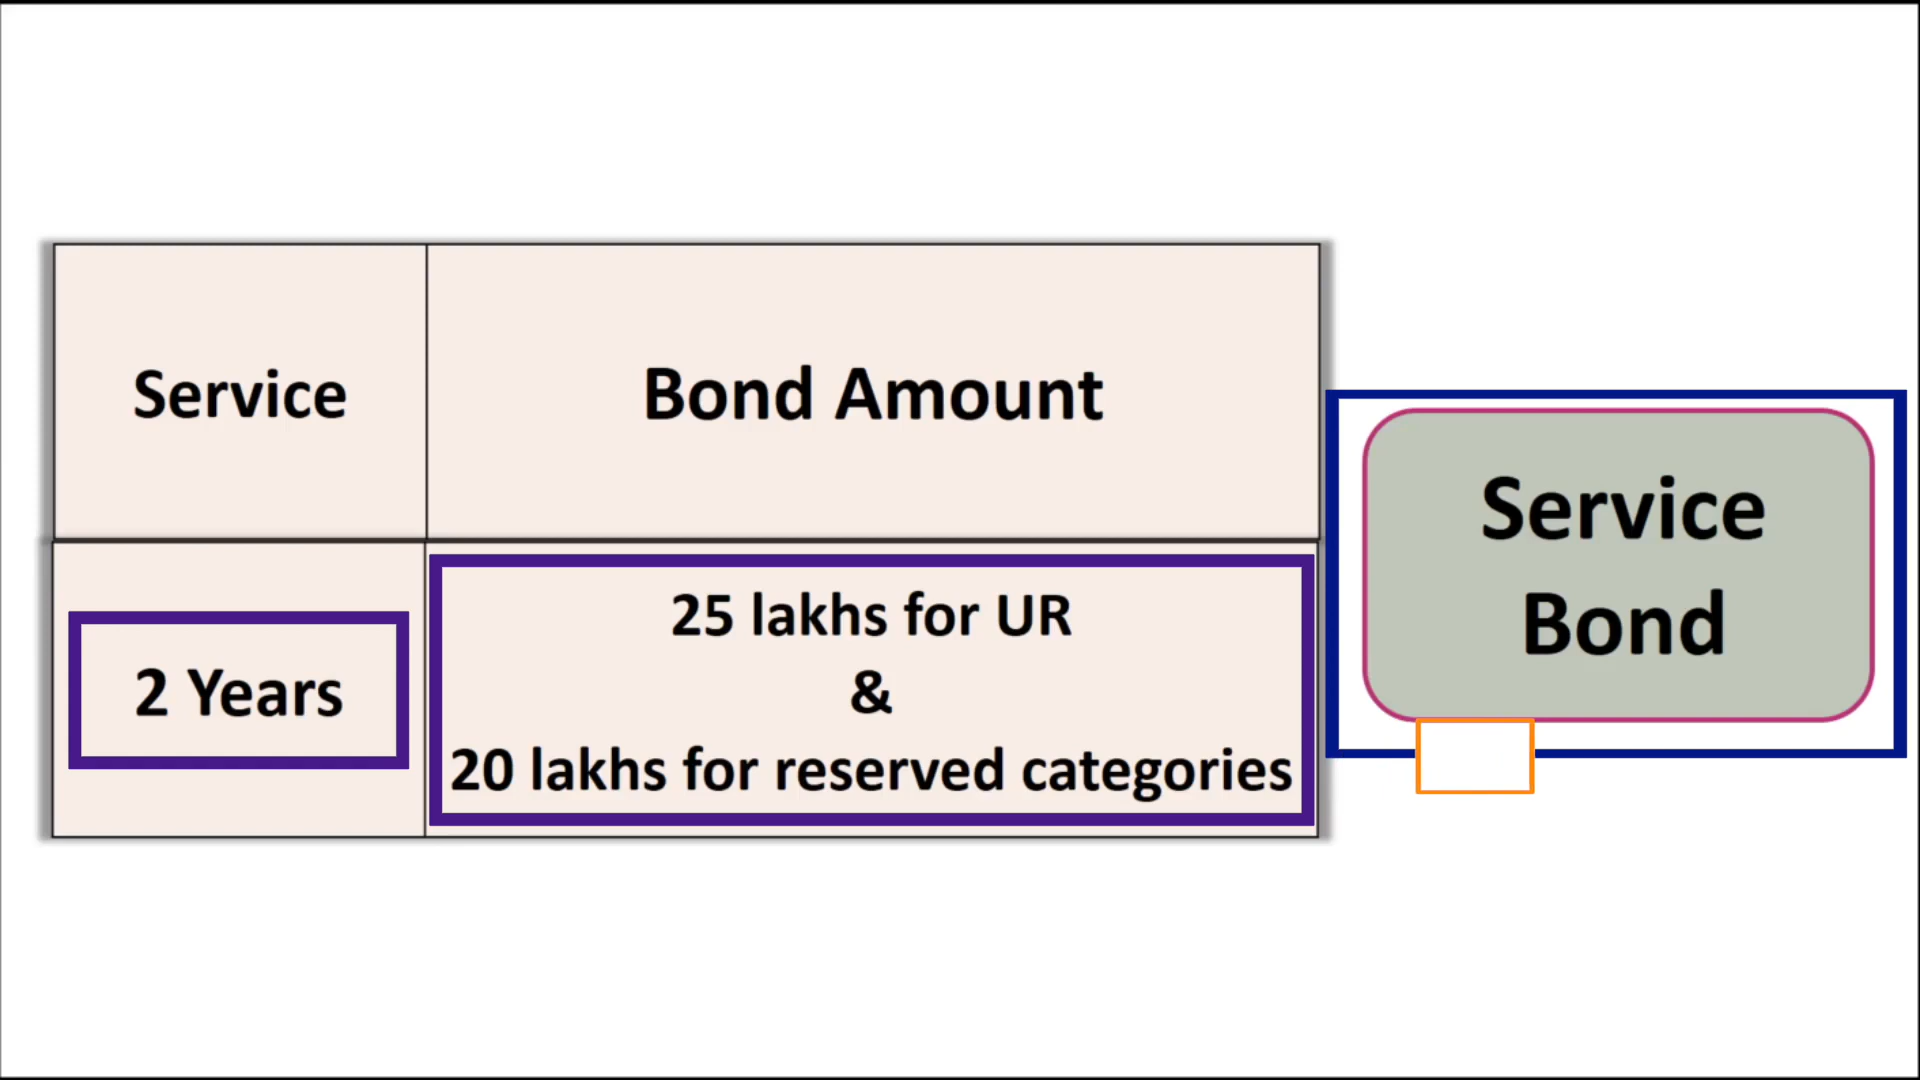 Service
Bond Amount
2 Years
25 lakhs for UR
&
20 lakhs for reserved categories
Service
Bond